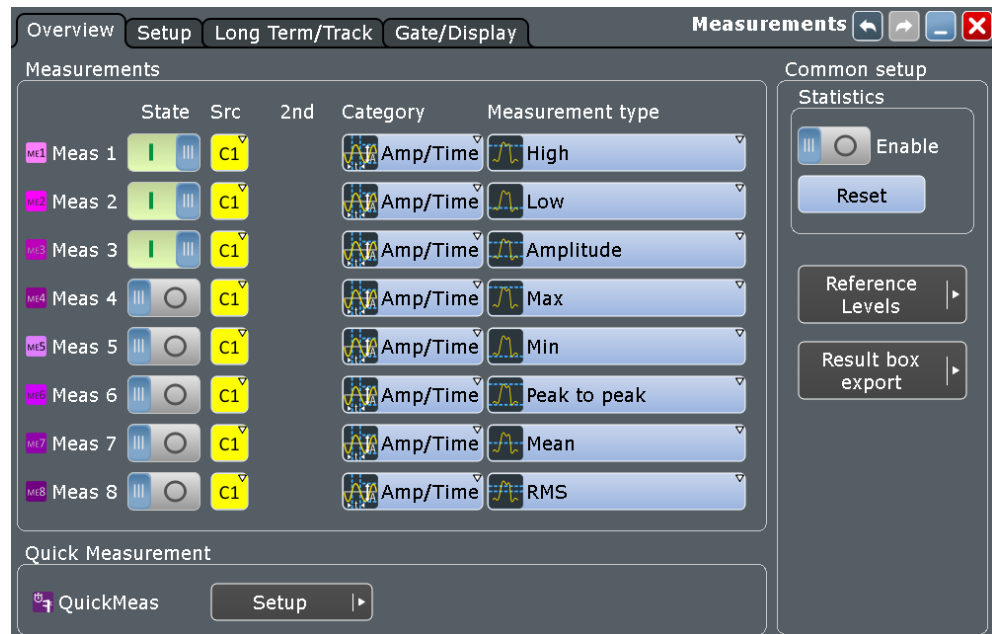 Overview Setup Long Term/Track Gate/Display Measurements
Measurements
State Src 2nd Category Measurement type
ME1 Meas 1 C1 Amp/Time High
ME2 Meas 2 C1 Amp/Time Low
ME3 Meas 3 C1 Amp/Time Amplitude
ME4 Meas 4 C1 Amp/Time Max
ME5 Meas 5 C1 Amp/Time Min
ME6 Meas 6 C1 Amp/Time Peak to peak
ME7 Meas 7 C1 Amp/Time Mean
ME8 Meas 8 C1 Amp/Time RMS
Quick Measurement
QuickMeas Setup
Common setup
Statistics
Enable
Reset
Reference
Levels
Result box
export